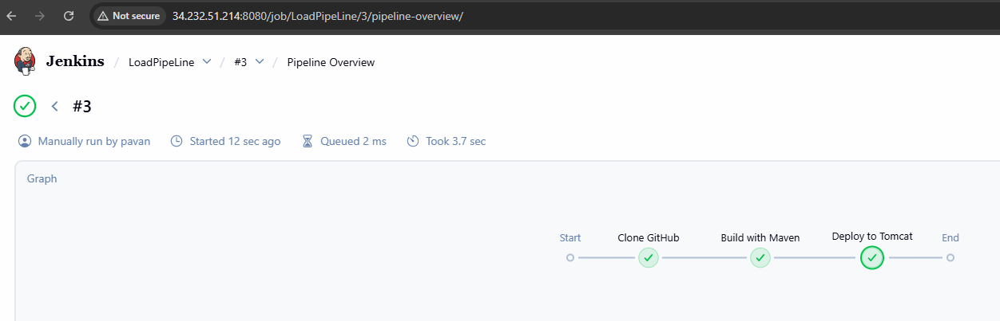 Not secure 34.232.51.214:8080/job/LoadPipeLine/3/pipeline-overview/
Jenkins / LoadPipeLine / #3 / Pipeline Overview
#3
Manually run by pavan Started 12 sec ago Queued 2 ms Took 3.7 sec
Graph
Start Clone GitHub Build with Maven Deploy to Tomcat End